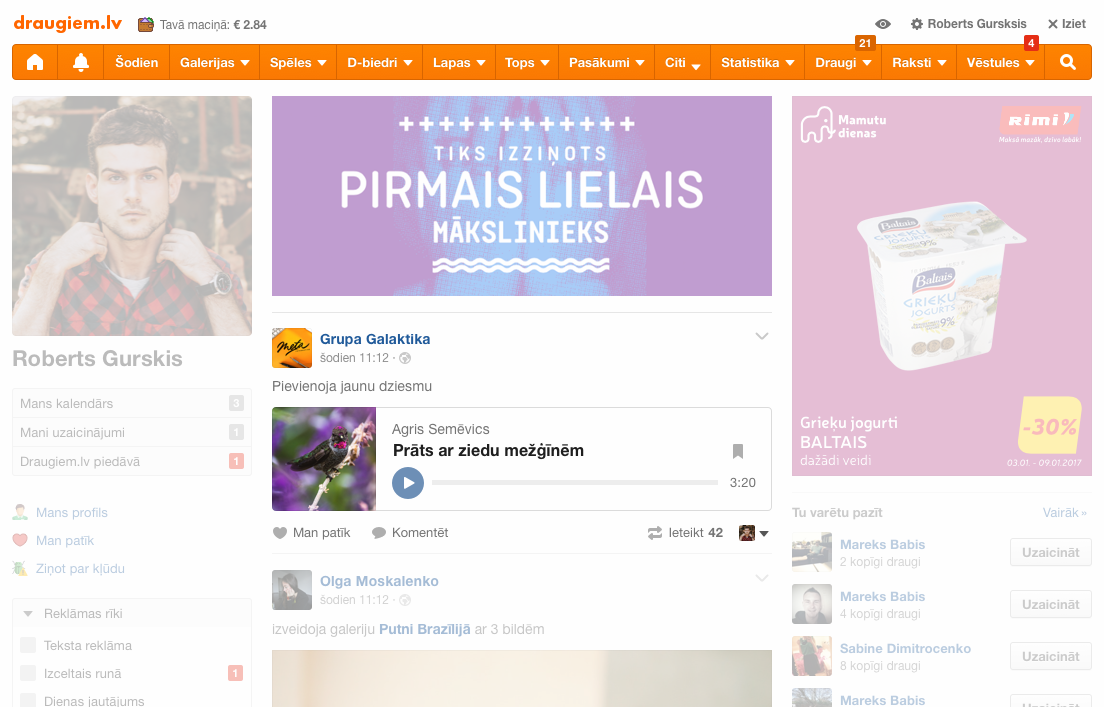 draugiem.lv
Tavā maciņā: € 2.84
Roberts Gursksis
Iziet
Šodien
Galerijas
Spēles
D-biedri
Lapas
Tops
Pasākumi
Citi
Statistika
Draugi
21
Raksti
Vēstules
4
Roberts Gurskis
Mans kalendārs 3
Mani uzaicinājumi 1
Draugiem.lv piedāvā 1
Mans profils
Man patīk
Ziņot par kļūdu
Reklāmas rīki
Teksta reklāma
Izceltais runā 1
Dienas jautājums
TIKS IZZIŅOTS
PIRMAIS LIELAIS
MĀKSLINIEKS
meta
Grupa Galaktika
šodien 11:12 ·
Pievienoja jaunu dziesmu
Agris Semēvics
Prāts ar ziedu mežģīnēm
3:20
Man patīk
Komentēt
Ieteikt 42
Olga Moskalenko
šodien 11:12 ·
izveidoja galeriju Putni Brazīlijā ar 3 bildēm
Mamutu
dienas
RIMI
Maksā mazāk, dzīvo labāk!
Baltais
GRIEĶU
JOGURTS
9%
Baltais
GRIEĶU
JOGURTS
9%
Grieķu jogurti
BALTAIS
dažādi veidi
-30%
03.01. - 09.01.2017
Tu varētu pazīt
Vairāk »
Mareks Babis
2 kopīgi draugi
Uzaicināt
Mareks Babis
4 kopīgi draugi
Uzaicināt
Sabine Dimitrocenko
8 kopīgi draugi
Uzaicināt
Mareks Babis
Uzaicināt